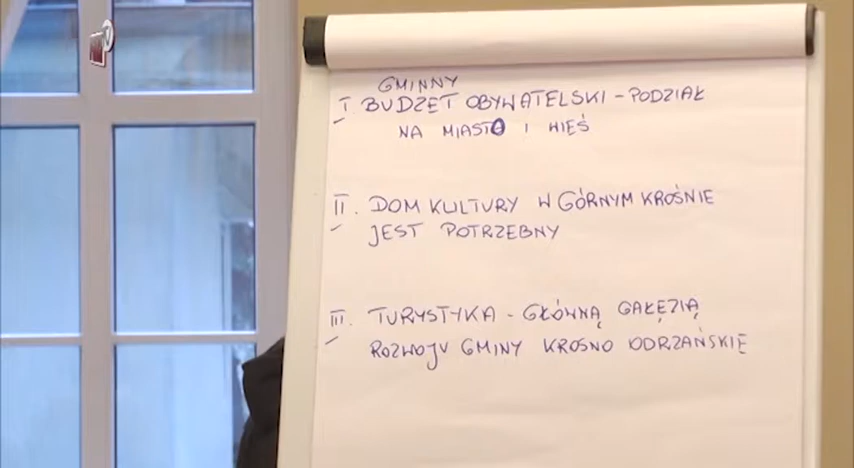 GMINNY
I BUDŻET OBYWATELSKI - PODZIAŁ
NA MIASTO I WIEŚ
II. DOM KULTURY W GÓRNYM KROŚNIE
JEST POTRZEBNY
III. TURYSTYKA - GŁÓWNĄ GAŁĘZIĄ
ROZWOJU GMINY KROSNO ODRZAŃSKIE